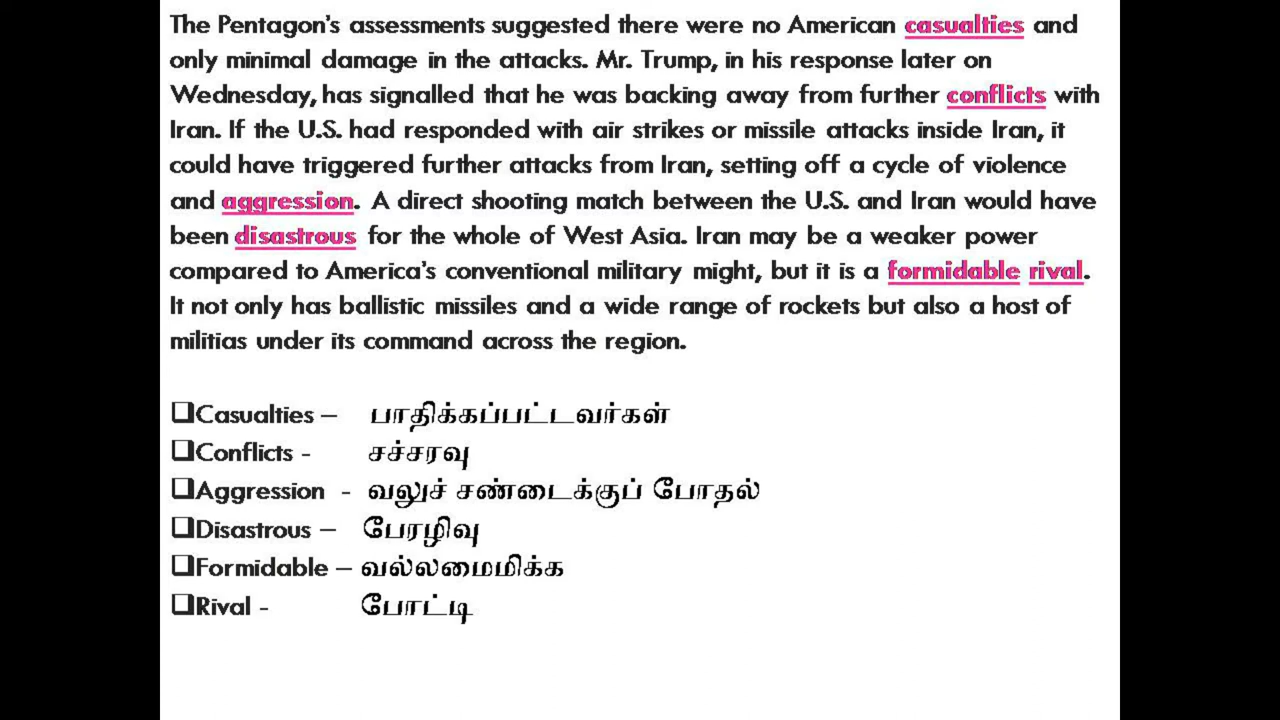 The Pentagon's assessments suggested there were no American casualties and
only minimal damage in the attacks. Mr. Trump, in his response later on
Wednesday, has signalled that he was backing away from further conflicts with
Iran. If the U.S. had responded with air strikes or missile attacks inside Iran, it
could have triggered further attacks from Iran, setting off a cycle of violence
and aggression. A direct shooting match between the U.S. and Iran would have
been disastrous for the whole of West Asia. Iran may be a weaker power
compared to America's conventional military might, but it is a formidable rival.
It not only has ballistic missiles and a wide range of rockets but also a host of
militias under its command across the region.
❑Casualties – பாதிக்கப்பட்டவர்கள்
❑Conflicts - சச்சரவு
❑Aggression - வலுச் சண்டைக்குப் போதல்
❑Disastrous – பேரழிவு
❑Formidable – வல்லமைமிக்க
❑Rival - போட்டி